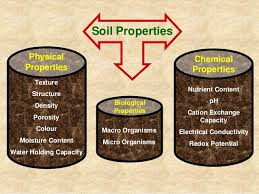 Soil Properties
Physical
Properties
Texture
Structure
Density
Porosity
Colour
Moisture Content
Water Holding Capacity
Biological
Properties
Macro Organisms
Micro Organisms
Chemical
Properties
Nutrient Content
pH
Cation Exchange
Capacity
Electrical Conductivity
Redox Potential